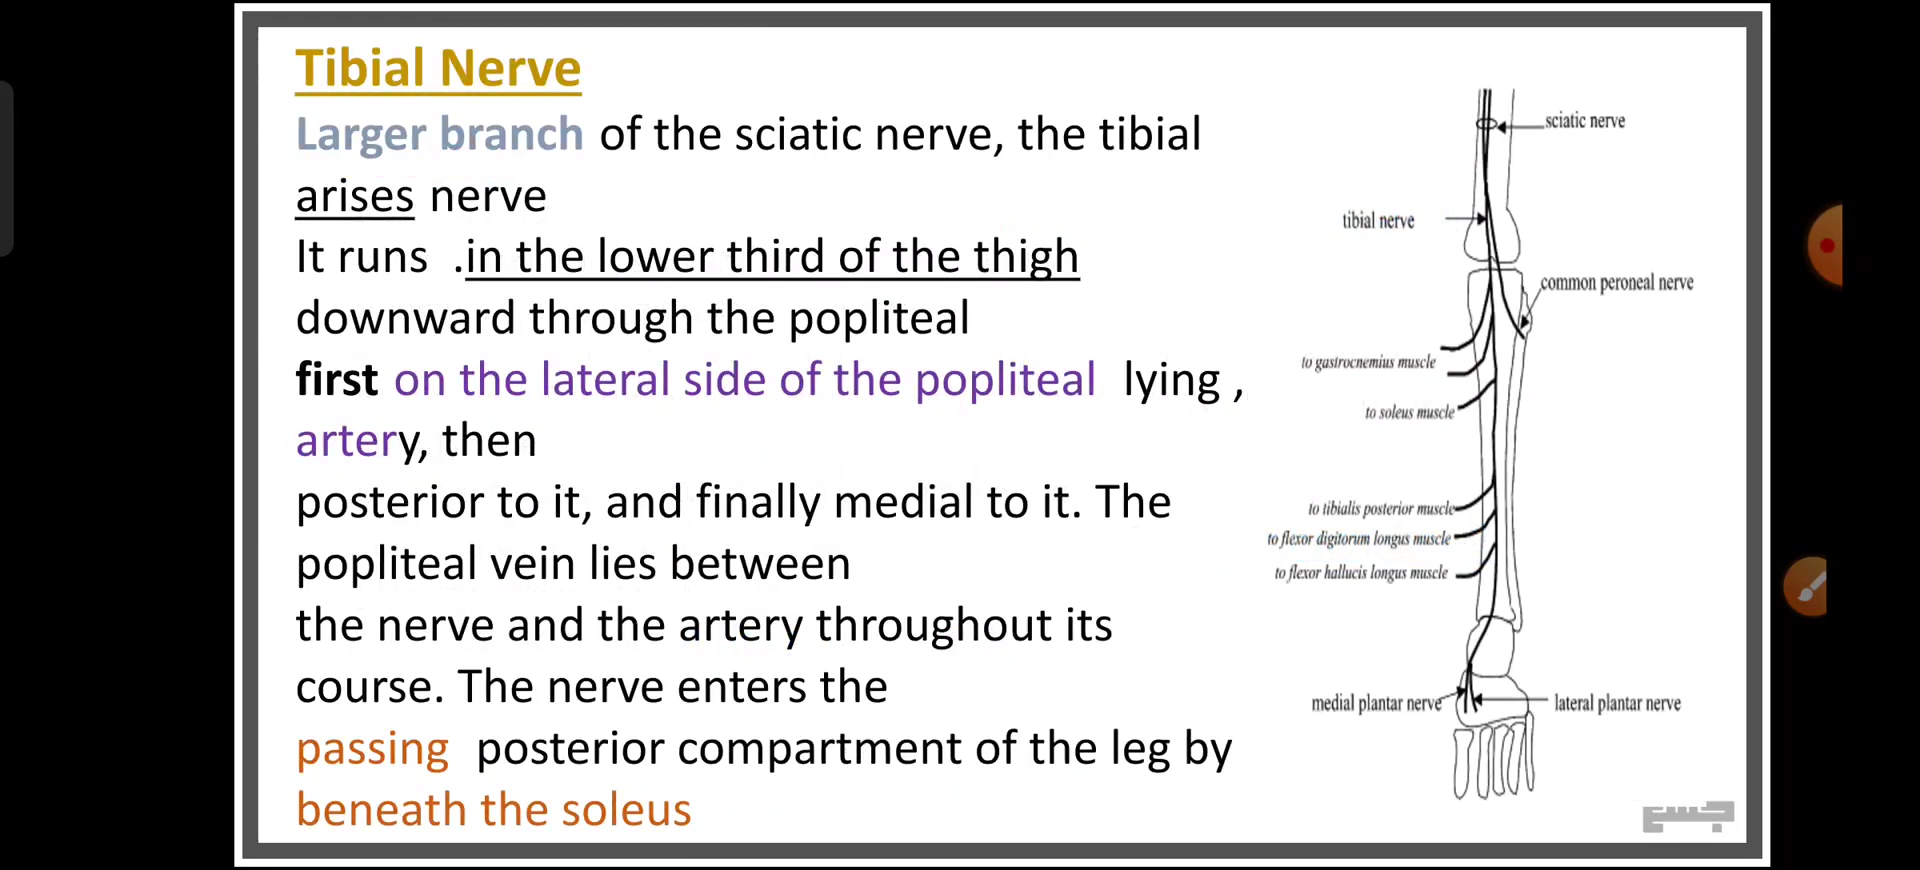 Tibial Nerve
Larger branch of the sciatic nerve, the tibial
arises nerve
It runs .in the lower third of the thigh
downward through the popliteal
first on the lateral side of the popliteal lying ,
artery, then
posterior to it, and finally medial to it. The
popliteal vein lies between
the nerve and the artery throughout its
course. The nerve enters the
passing posterior compartment of the leg by
beneath the soleus
sciatic nerve
tibial nerve
common peroneal nerve
to gastrocnemius muscle
to soleus muscle
to tibialis posterior muscle
to flexor digitorum longus muscle
to flexor hallucis longus muscle
medial plantar nerve
lateral plantar nerve